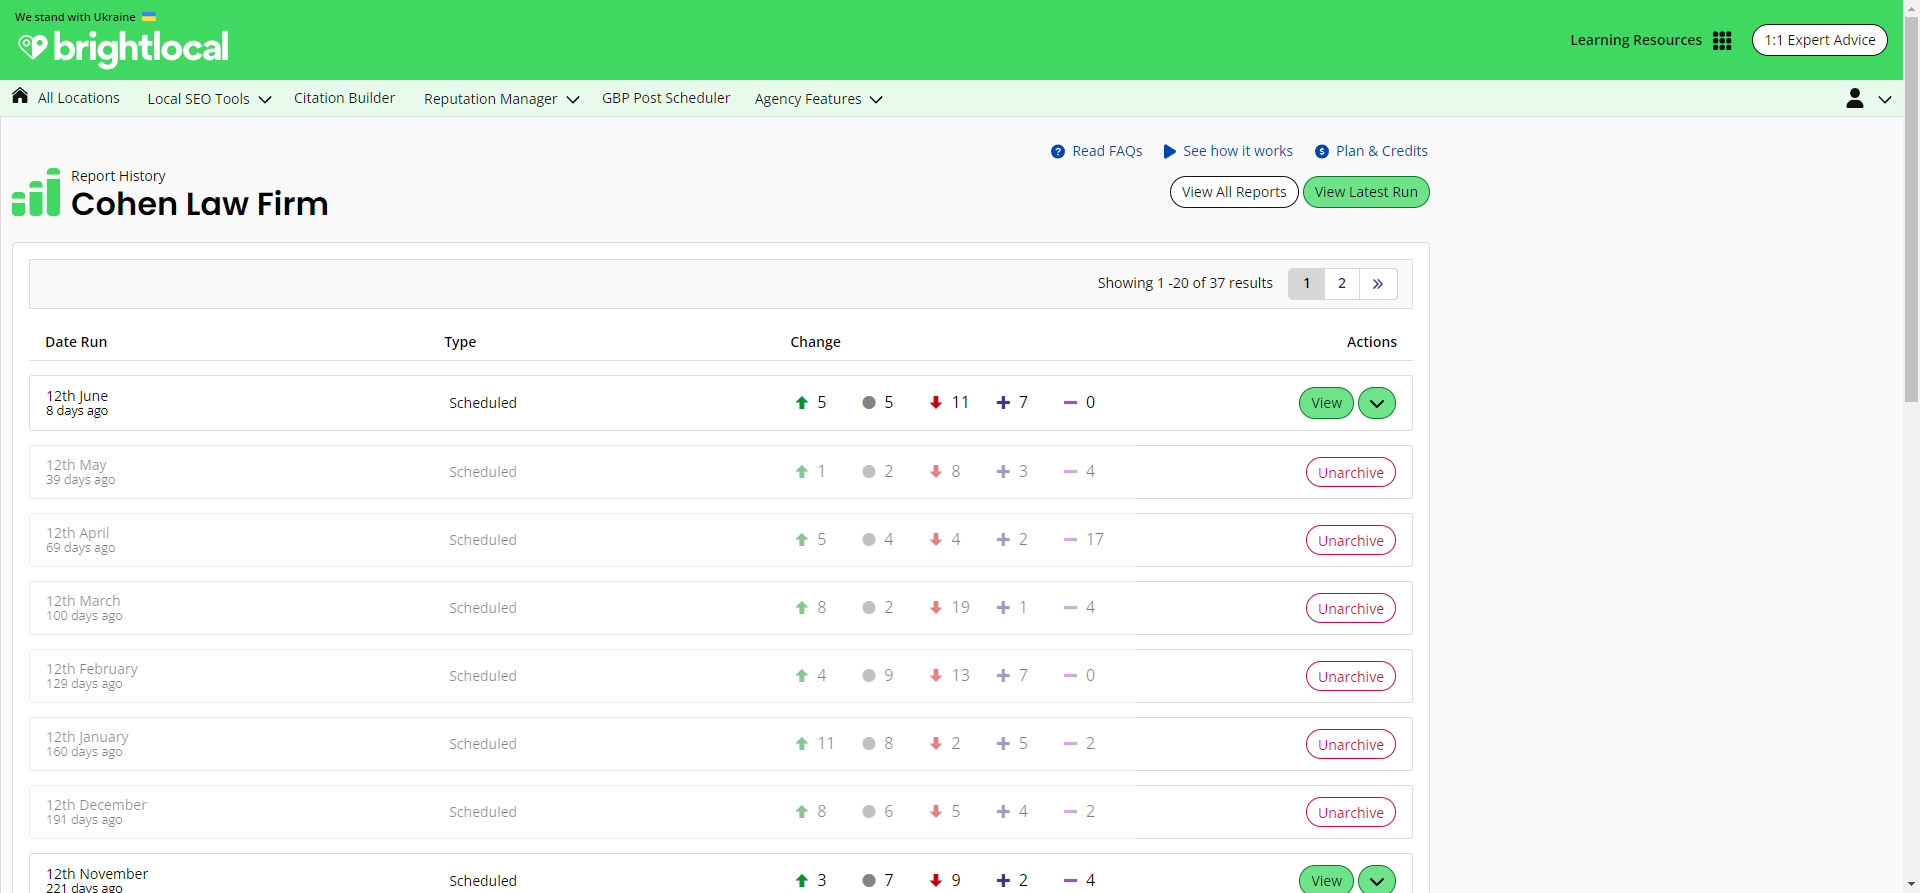 We stand with Ukraine
brightlocal
Learning Resources
1:1 Expert Advice
All Locations
Local SEO Tools
Citation Builder
Reputation Manager
GBP Post Scheduler
Agency Features
Read FAQs
See how it works
Plan & Credits
Report History
Cohen Law Firm
View All Reports
View Latest Run
Showing 1 -20 of 37 results
1
2
»
Date Run Type Change Actions
12th June
8 days ago
Scheduled
5 5 11 7 0
View
12th May
39 days ago
Scheduled
1 2 8 3 4
Unarchive
12th April
69 days ago
Scheduled
5 4 4 2 17
Unarchive
12th March
100 days ago
Scheduled
8 2 19 1 4
Unarchive
12th February
129 days ago
Scheduled
4 9 13 7 0
Unarchive
12th January
160 days ago
Scheduled
11 8 2 5 2
Unarchive
12th December
191 days ago
Scheduled
8 6 5 4 2
Unarchive
12th November
221 days ago
Scheduled
3 7 9 2 4
View